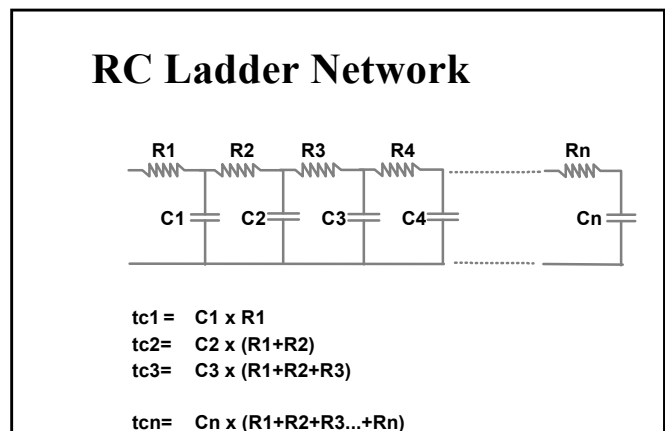 RC Ladder Network
R1 R2 R3 R4 Rn
C1 C2 C3 C4 Cn
tc1 = C1 x R1
tc2= C2 x (R1+R2)
tc3= C3 x (R1+R2+R3)
tcn= Cn x (R1+R2+R3...+Rn)